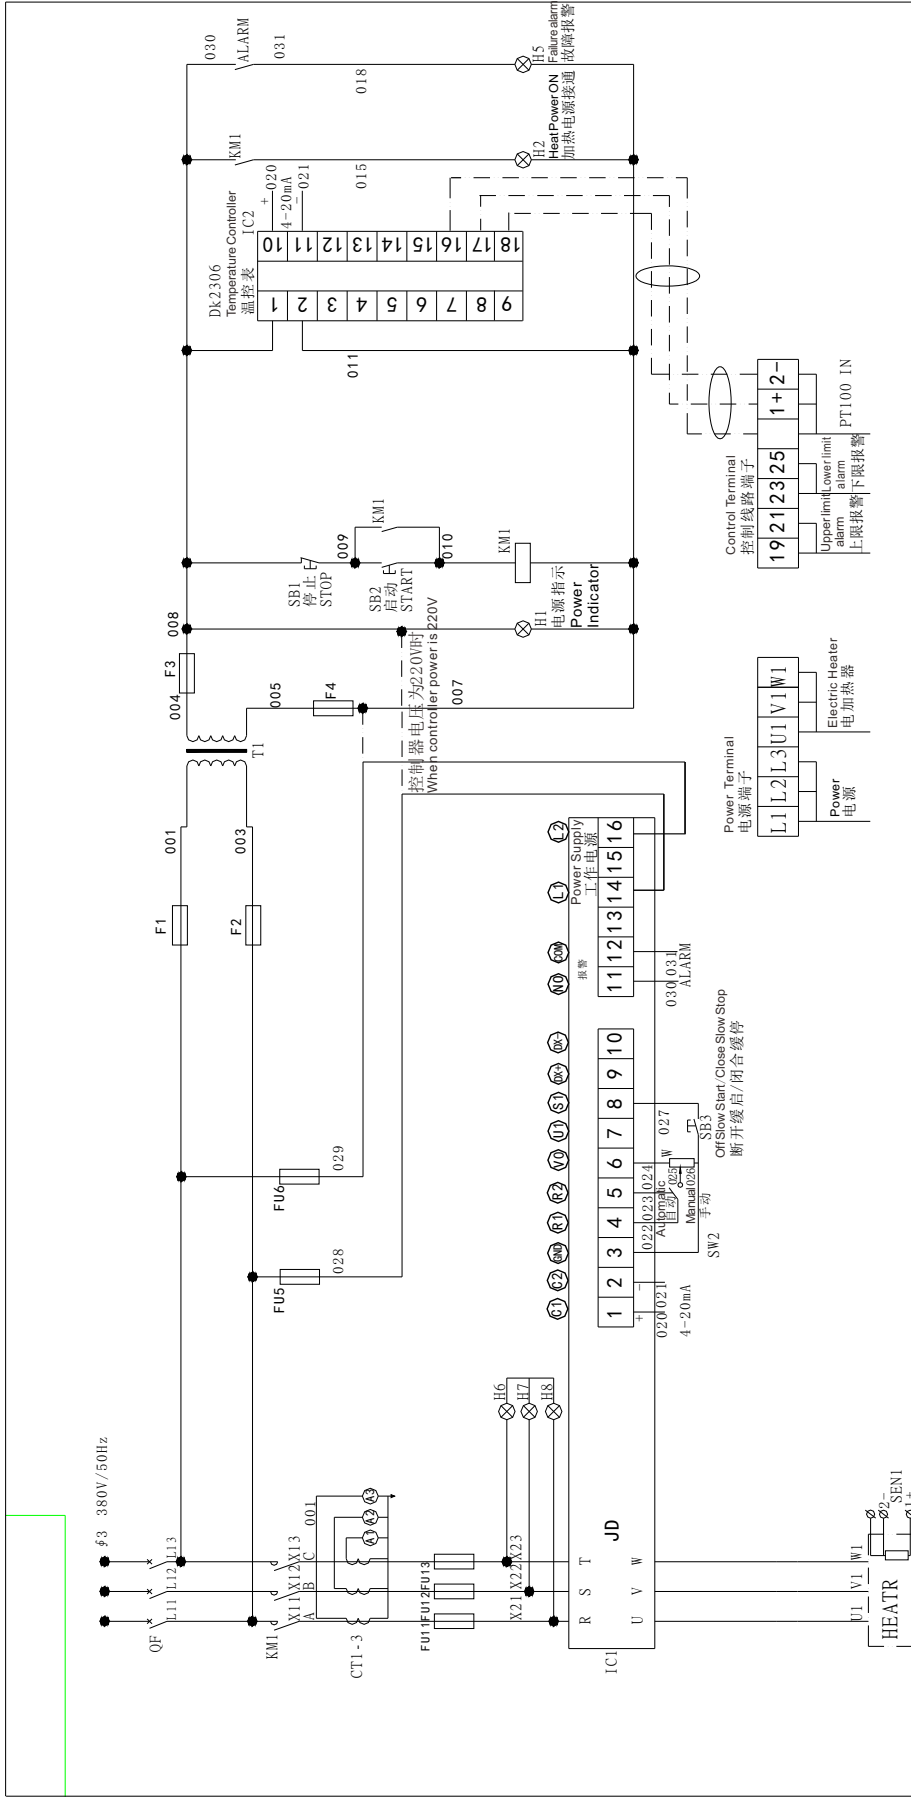 ∮3 380V/50Hz
QF
L11
L12
L13
KM1
X11
X12
X13
A
B
C
001
CT1-3
A1
A2
A3
FU11
FU12
FU13
X21
X22
X23
H6
H7
H8
R
S
T
JD
IC1
U
V
W
U1
V1
W1
HEATR
2-
1+
SEN1
F1
001
F2
003
T1
FU6
029
FU5
028
C1
C2
GND
R1
R2
V0
U1
S1
DX+
DX-
NO
COM
L1
L2
1
2
3
4
5
6
7
8
9
10
11
12
13
14
15
16
报警
Power Supply
工作电源
+
-
020
021
4-20mA
022
023
024
Automatic
自动
025
Manual
026
手动
W
027
SW2
SB3
Off Slow Start/Close Slow Stop
断开缓启/闭合缓停
030
031
ALARM
004
F3
008
005
F4
007
控制器电压为220V时
When controller power is 220V
H1
电源指示
Power
Indicator
SB1
停止
STOP
009
SB2
启动
START
KM1
010
KM1
011
Dk2306
Temperature Controller
温控表
IC2
1
2
3
4
5
6
7
8
9
10
11
12
13
14
15
16
17
18
+
020
4-20mA
-
021
KM1
015
H2
Heat Power ON
加热电源接通
030
ALARM
031
018
H5
Failure alarm
故障报警
Power Terminal
电源端子
L1
L2
L3
U1
V1
W1
Power
电源
Electric Heater
电加热器
Control Terminal
控制线路端子
19
21
23
25
1+
2-
Upper limit
alarm
上限报警
Lower limit
alarm
下限报警
PT100 IN